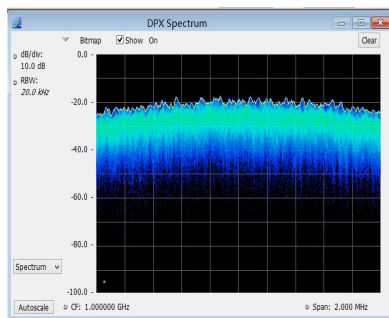 DPX Spectrum
Bitmap Show On Clear
dB/div:
10.0 dB
RBW:
20.0 kHz
0.0
-20.0
-40.0
-60.0
-80.0
-100.0
Spectrum
Autoscale CF: 1.000000 GHz Span: 2.000 MHz